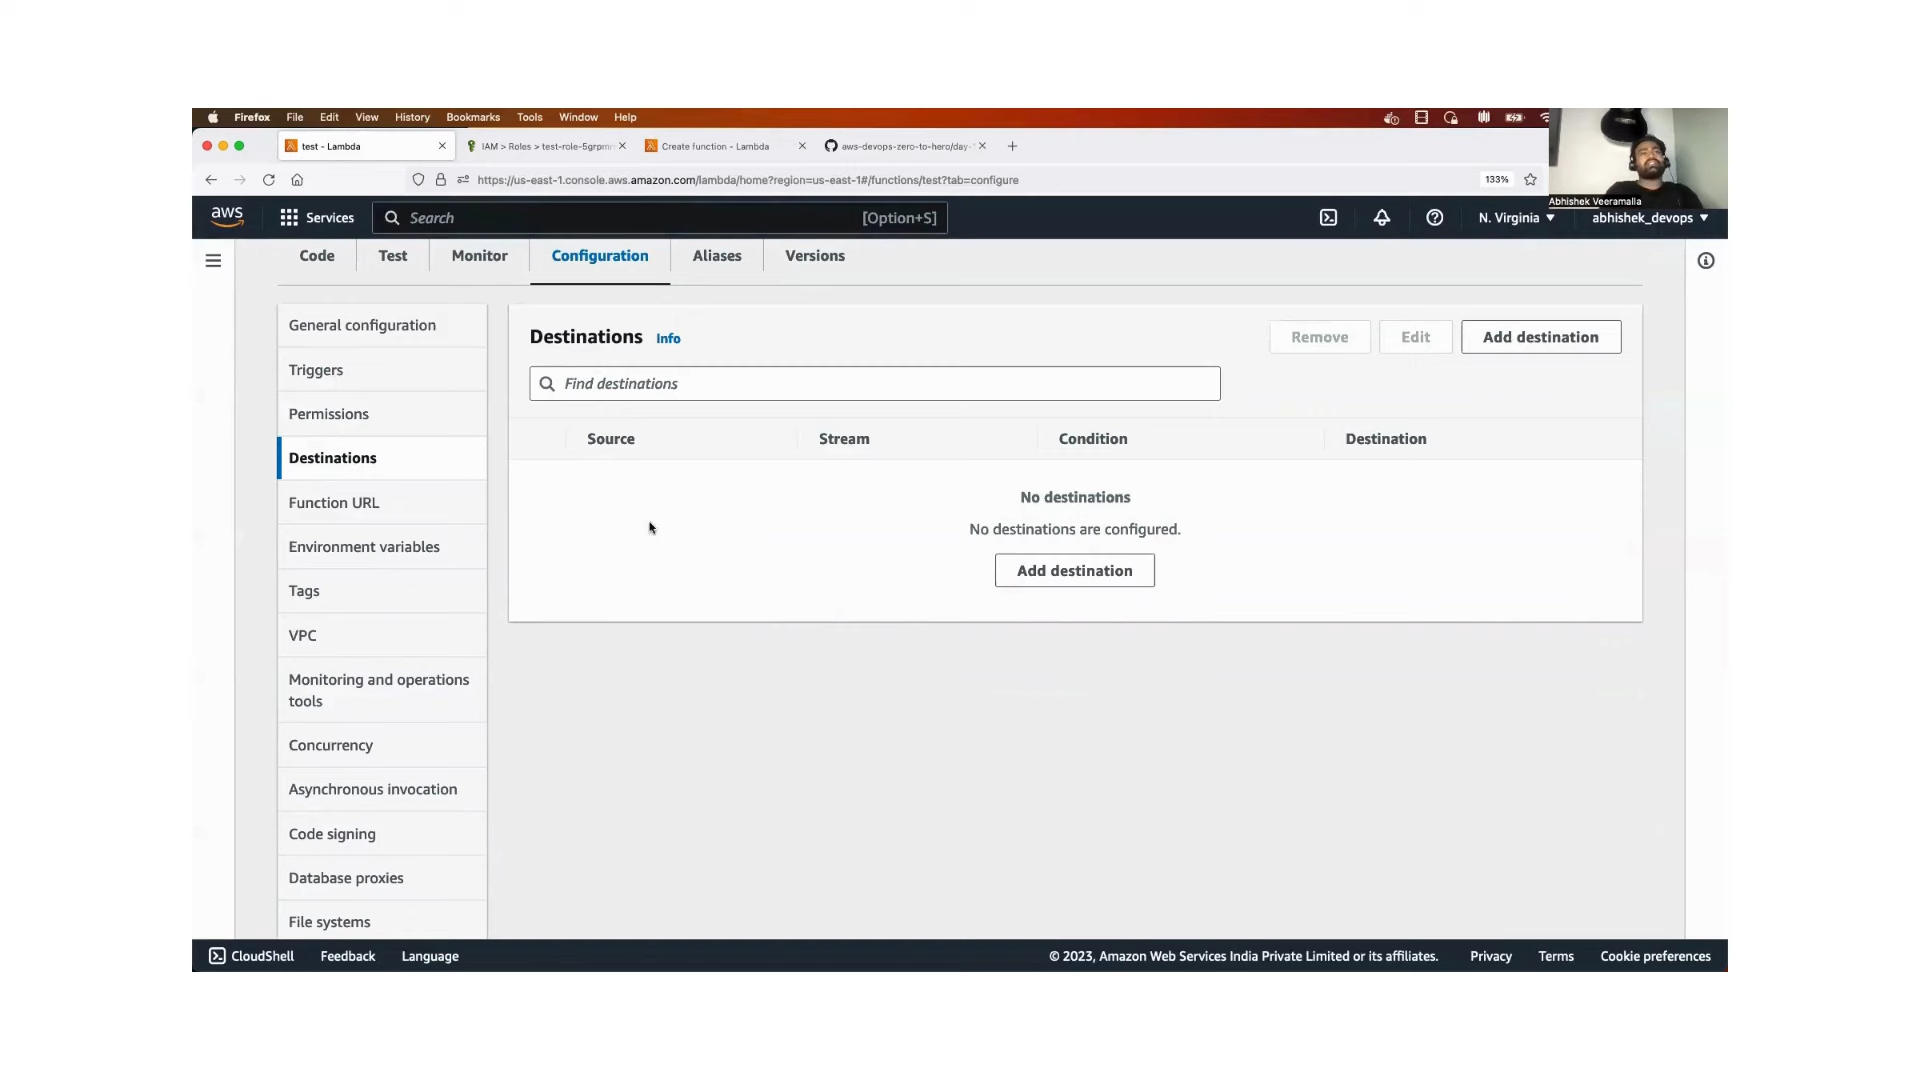 Firefox File Edit View History Bookmarks Tools Window Help
test - Lambda
IAM > Roles > test-role-5grpm
Create function - Lambda
aws-devops-zero-to-hero/day-
https://us-east-1.console.aws.amazon.com/lambda/home?region=us-east-1#/functions/test?tab=configure
133%
Abhishek Veeramalla
aws Services Search [Option+S] N. Virginia abhishek_devops
Code Test Monitor Configuration Aliases Versions
General configuration
Triggers
Permissions
Destinations
Function URL
Environment variables
Tags
VPC
Monitoring and operations
tools
Concurrency
Asynchronous invocation
Code signing
Database proxies
File systems
Destinations Info Remove Edit Add destination
Find destinations
Source Stream Condition Destination
No destinations
No destinations are configured.
Add destination
CloudShell Feedback Language © 2023, Amazon Web Services India Private Limited or its affiliates. Privacy Terms Cookie preferences